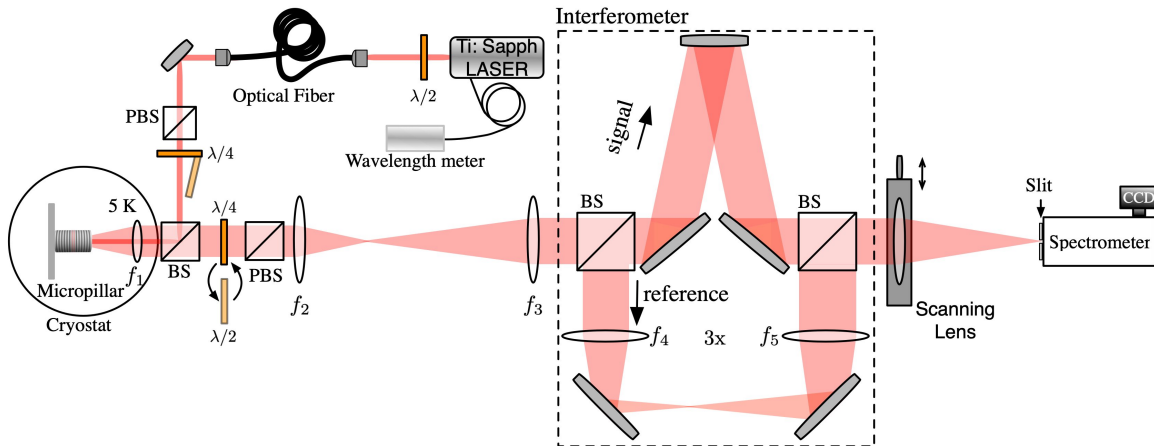 Interferometer
Ti: Sapph
LASER
λ/2
Optical Fiber
PBS
Wavelength meter
λ/4
signal
5 K
λ/4
BS
BS
Slit
CCD
Spectrometer
f1
BS
PBS
f2
f3
Micropillar
Cryostat
λ/2
reference
f4
3x
f5
Scanning
Lens